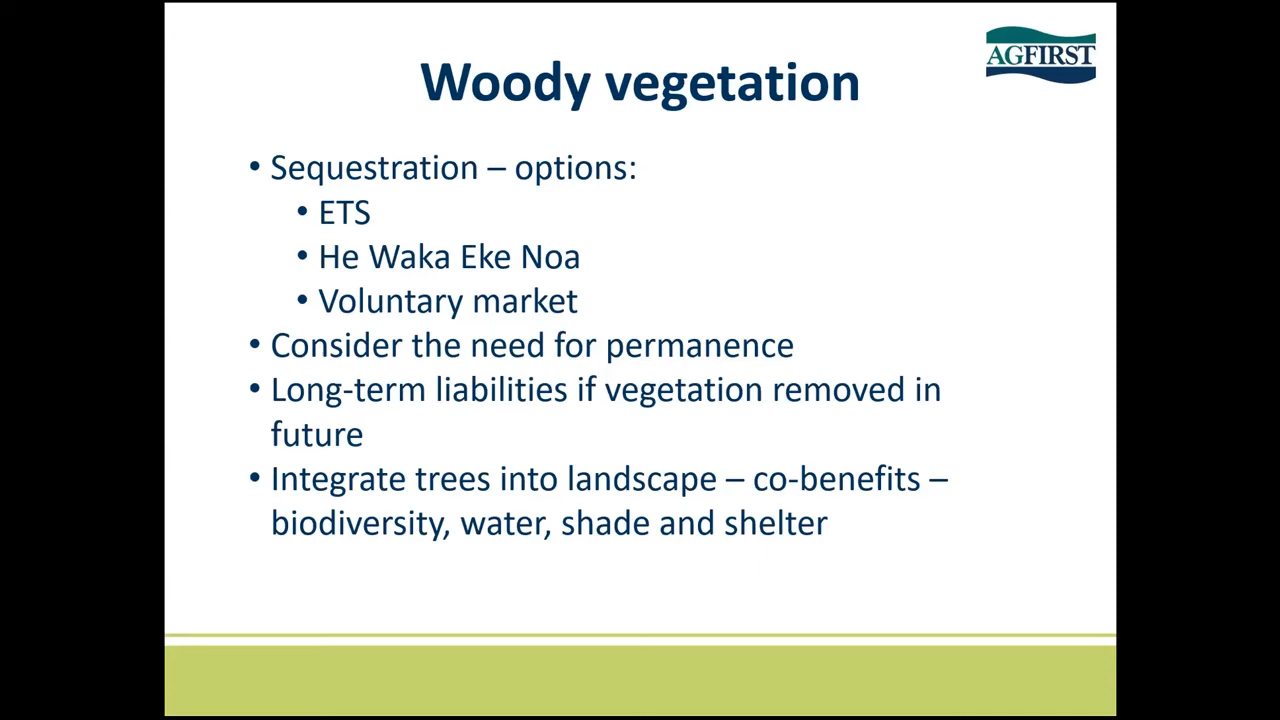 AGFIRST
Woody vegetation
• Sequestration – options:
• ETS
• He Waka Eke Noa
• Voluntary market
• Consider the need for permanence
• Long-term liabilities if vegetation removed in
future
• Integrate trees into landscape – co-benefits –
biodiversity, water, shade and shelter